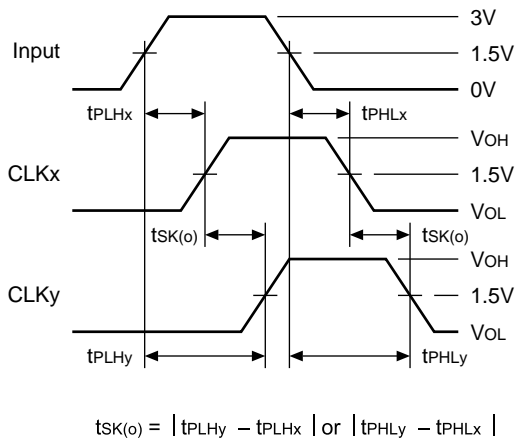 3V
Input
1.5V
0V
tPLHx
tPHLx
VOH
CLKx
1.5V
VOL
tSK(o)
tSK(o)
VOH
CLKy
1.5V
VOL
tPLHy
tPHLy
tSK(o) = | tPLHy – tPLHx | or | tPHLy – tPHLx |